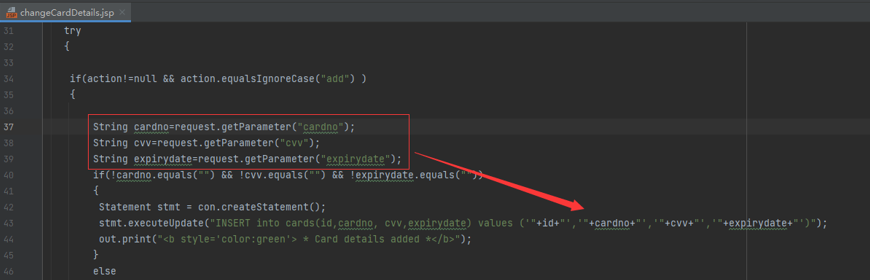 changeCardDetails.jsp
31 try
32 {
33
34 if(action!=null && action.equalsIgnoreCase("add") )
35 {
36
37 String cardno=request.getParameter("cardno");
38 String cvv=request.getParameter("cvv");
39 String expirydate=request.getParameter("expirydate");
40 if(!cardno.equals("") && !cvv.equals("") && !expirydate.equals(""))
41 {
42 Statement stmt = con.createStatement();
43 stmt.executeUpdate("INSERT into cards(id,cardno, cvv,expirydate) values ('"+id+"','"+cardno+"','"+cvv+"','"+expirydate+"')");
44 out.print("<b style='color:green'> * Card details added *</b>");
45 }
46 else